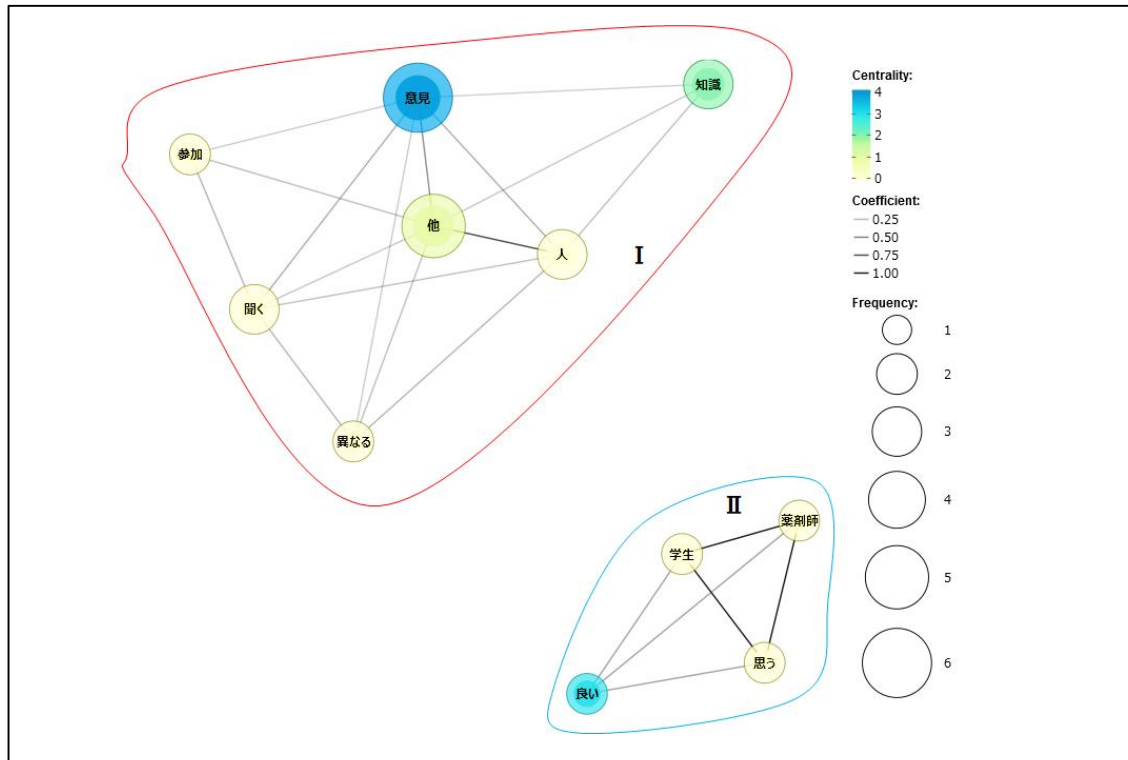 意見
知識
参加
他
人
I
聞く
異なる
II
薬剤師
学生
思う
良い
Centrality:
4
3
2
1
0
Coefficient:
0.25
0.50
0.75
1.00
Frequency:
1
2
3
4
5
6